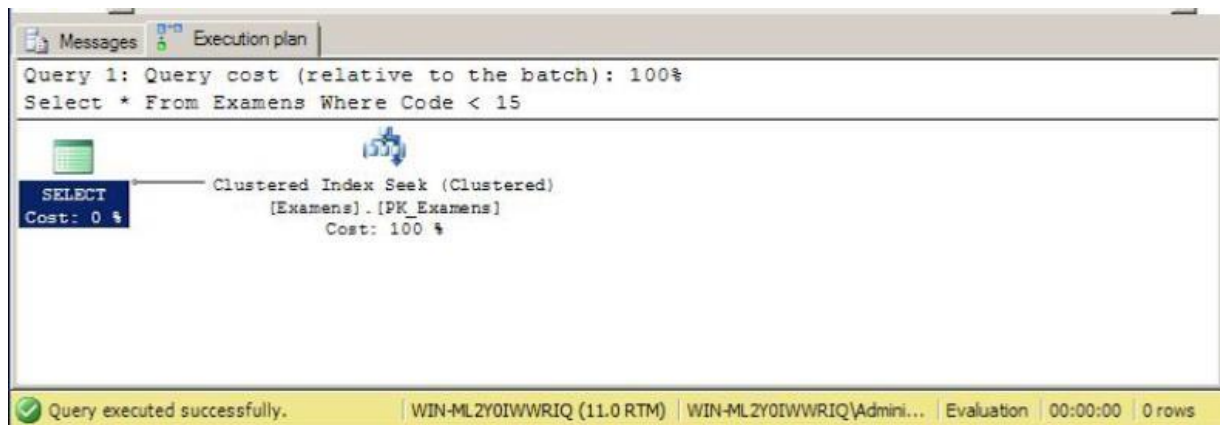 Messages Execution plan
Query 1: Query cost (relative to the batch): 100%
Select * From Examens Where Code < 15
SELECT
Cost: 0 %
Clustered Index Seek (Clustered)
[Examens].[PK_Examens]
Cost: 100 %
Query executed successfully. WIN-ML2Y0IWWRIQ (11.0 RTM) WIN-ML2Y0IWWRIQ\Admini... Evaluation 00:00:00 0 rows